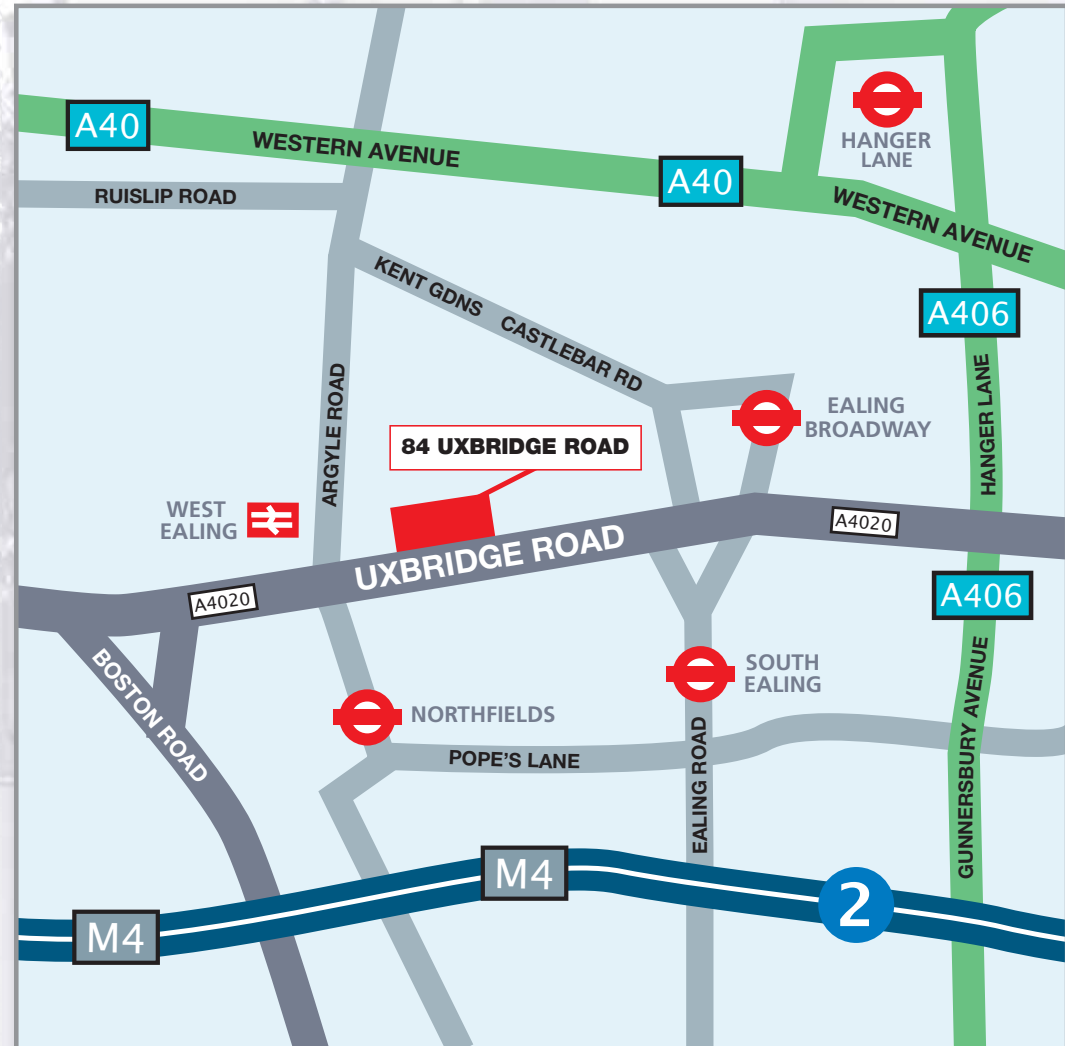 A40
WESTERN AVENUE
HANGER
LANE
A40
RUISLIP ROAD
WESTERN AVENUE
KENT GDNS
CASTLEBAR RD
A406
ARGYLE ROAD
HANGER LANE
EALING
BROADWAY
84 UXBRIDGE ROAD
WEST
EALING
A4020
UXBRIDGE ROAD
A4020
A406
BOSTON ROAD
SOUTH
EALING
NORTHFIELDS
GUNNERSBURY AVENUE
POPE'S LANE
EALING ROAD
M4
2
M4